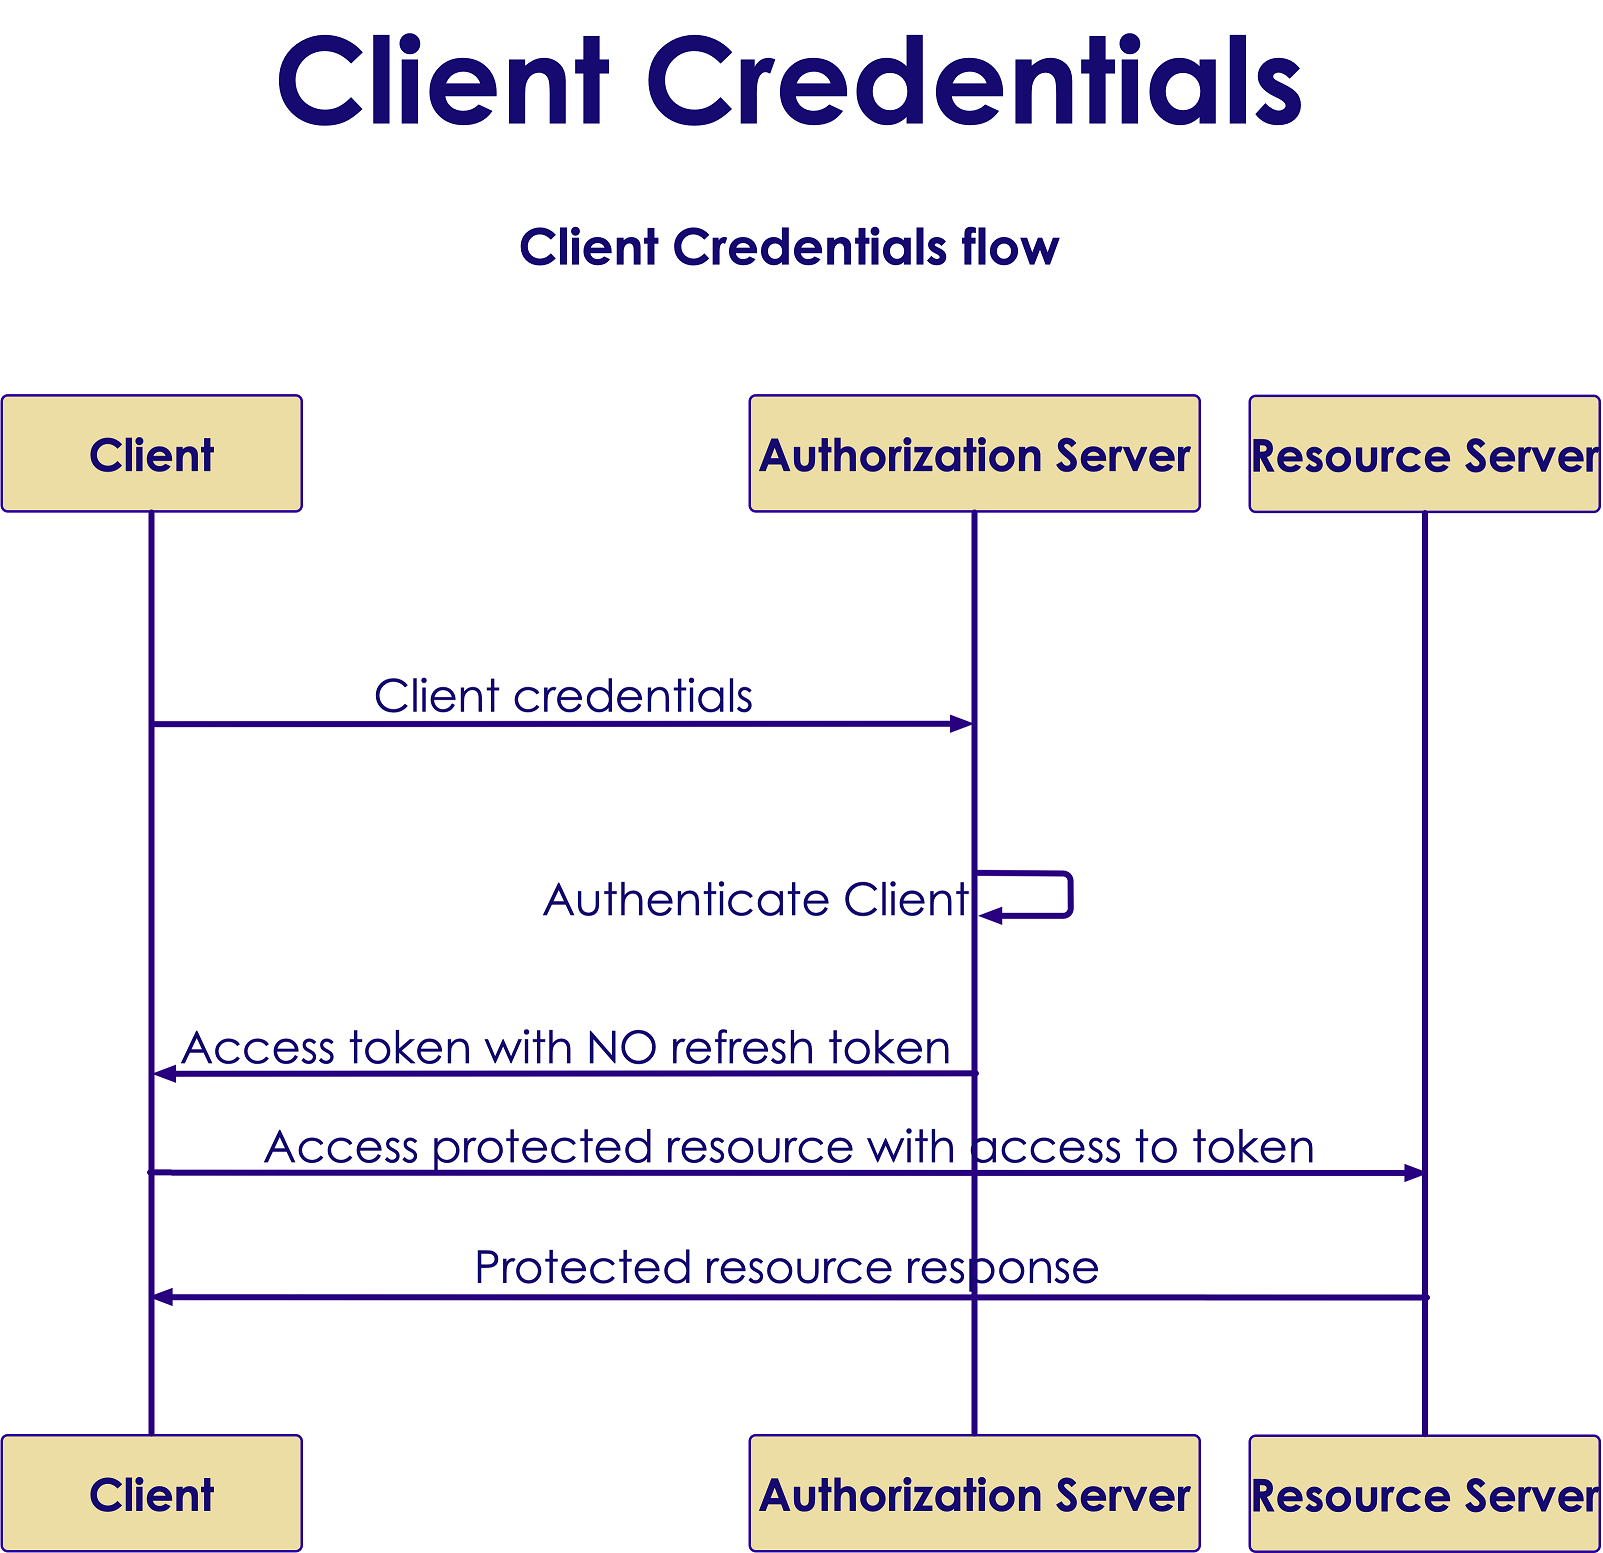 Client Credentials
Client Credentials flow
Client
Authorization Server
Resource Server
Client credentials
Authenticate Client
Access token with NO refresh token
Access protected resource with access to token
Protected resource response
Client
Authorization Server
Resource Server